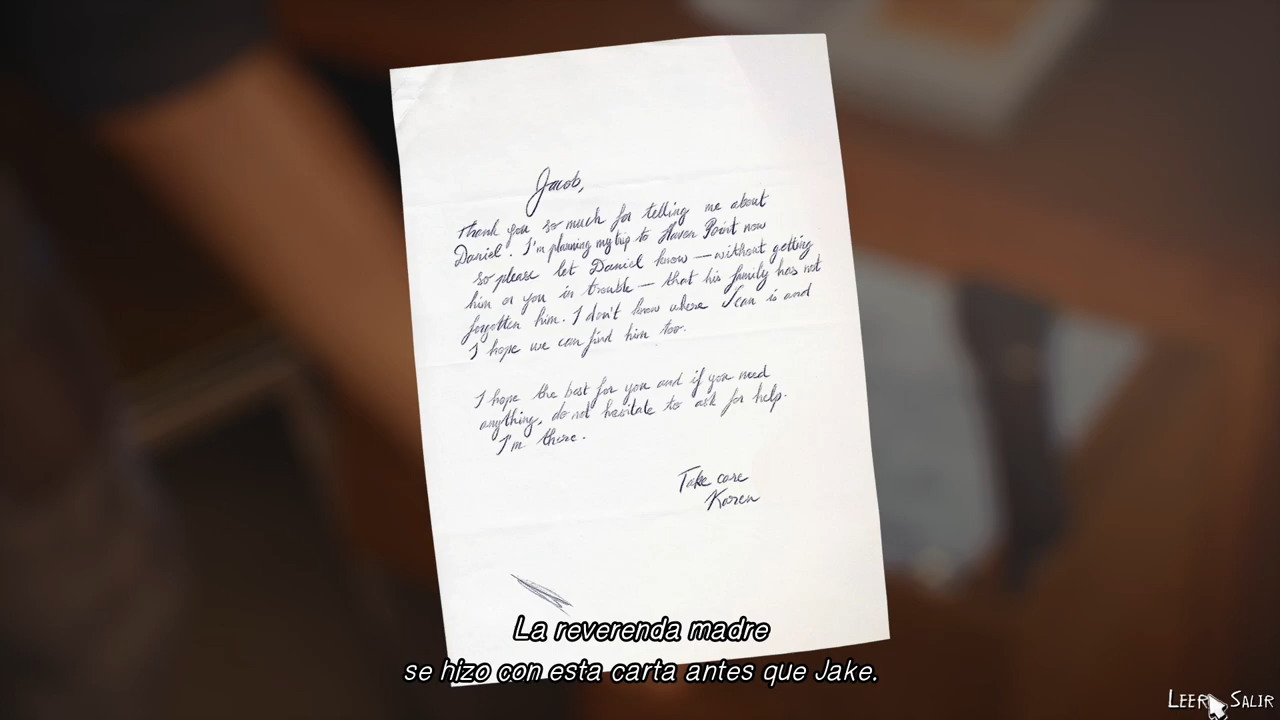 Jacob,
Thank you so much for telling me about
Daniel. I'm planning my trip to Haven Point now
so please let Daniel know — without getting
him or you in trouble — that his family has not
forgotten him. I don't know where Sean is and
I hope we can find him too.
I hope the best for you and if you need
anything, do not hesitate to ask for help.
I'm there.
Take care
Karen
La reverenda madre
se hizo con esta carta antes que Jake.
LEER SALIR